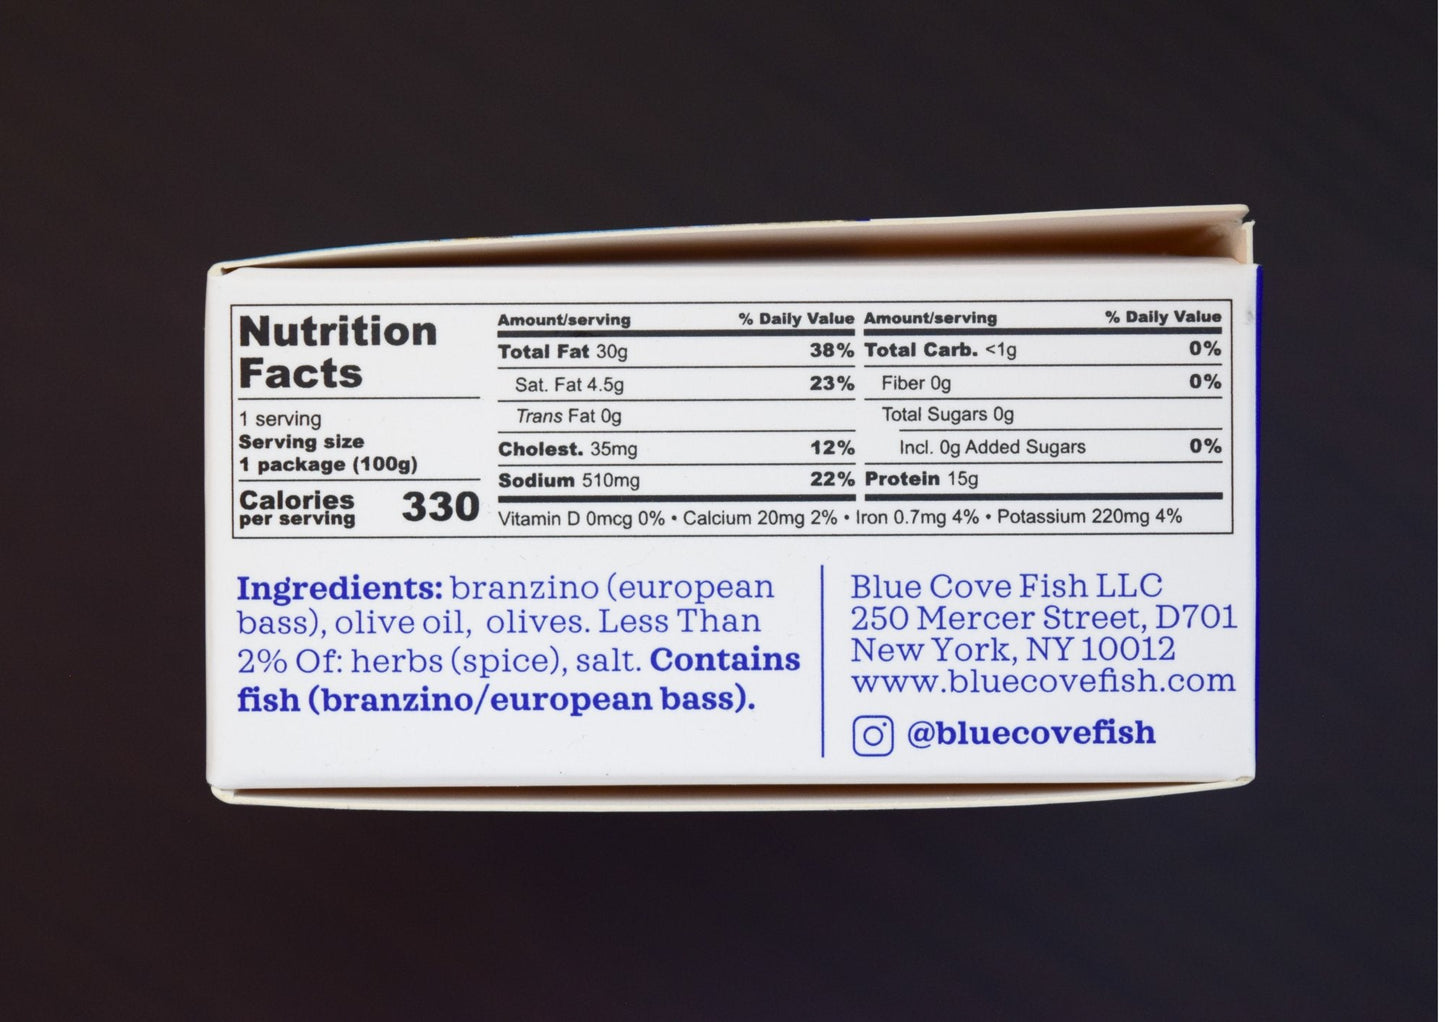 Nutrition
Facts
1 serving
Serving size
1 package (100g)
Calories
per serving 330
Amount/serving % Daily Value
Total Fat 30g 38%
Sat. Fat 4.5g 23%
Trans Fat 0g
Cholest. 35mg 12%
Sodium 510mg 22%
Amount/serving % Daily Value
Total Carb. <1g 0%
Fiber 0g 0%
Total Sugars 0g
Incl. 0g Added Sugars 0%
Protein 15g
Vitamin D 0mcg 0% • Calcium 20mg 2% • Iron 0.7mg 4% • Potassium 220mg 4%
Ingredients: branzino (european
bass), olive oil, olives. Less Than
2% Of: herbs (spice), salt. Contains
fish (branzino/european bass).
Blue Cove Fish LLC
250 Mercer Street, D701
New York, NY 10012
www.bluecovefish.com
@bluecovefish